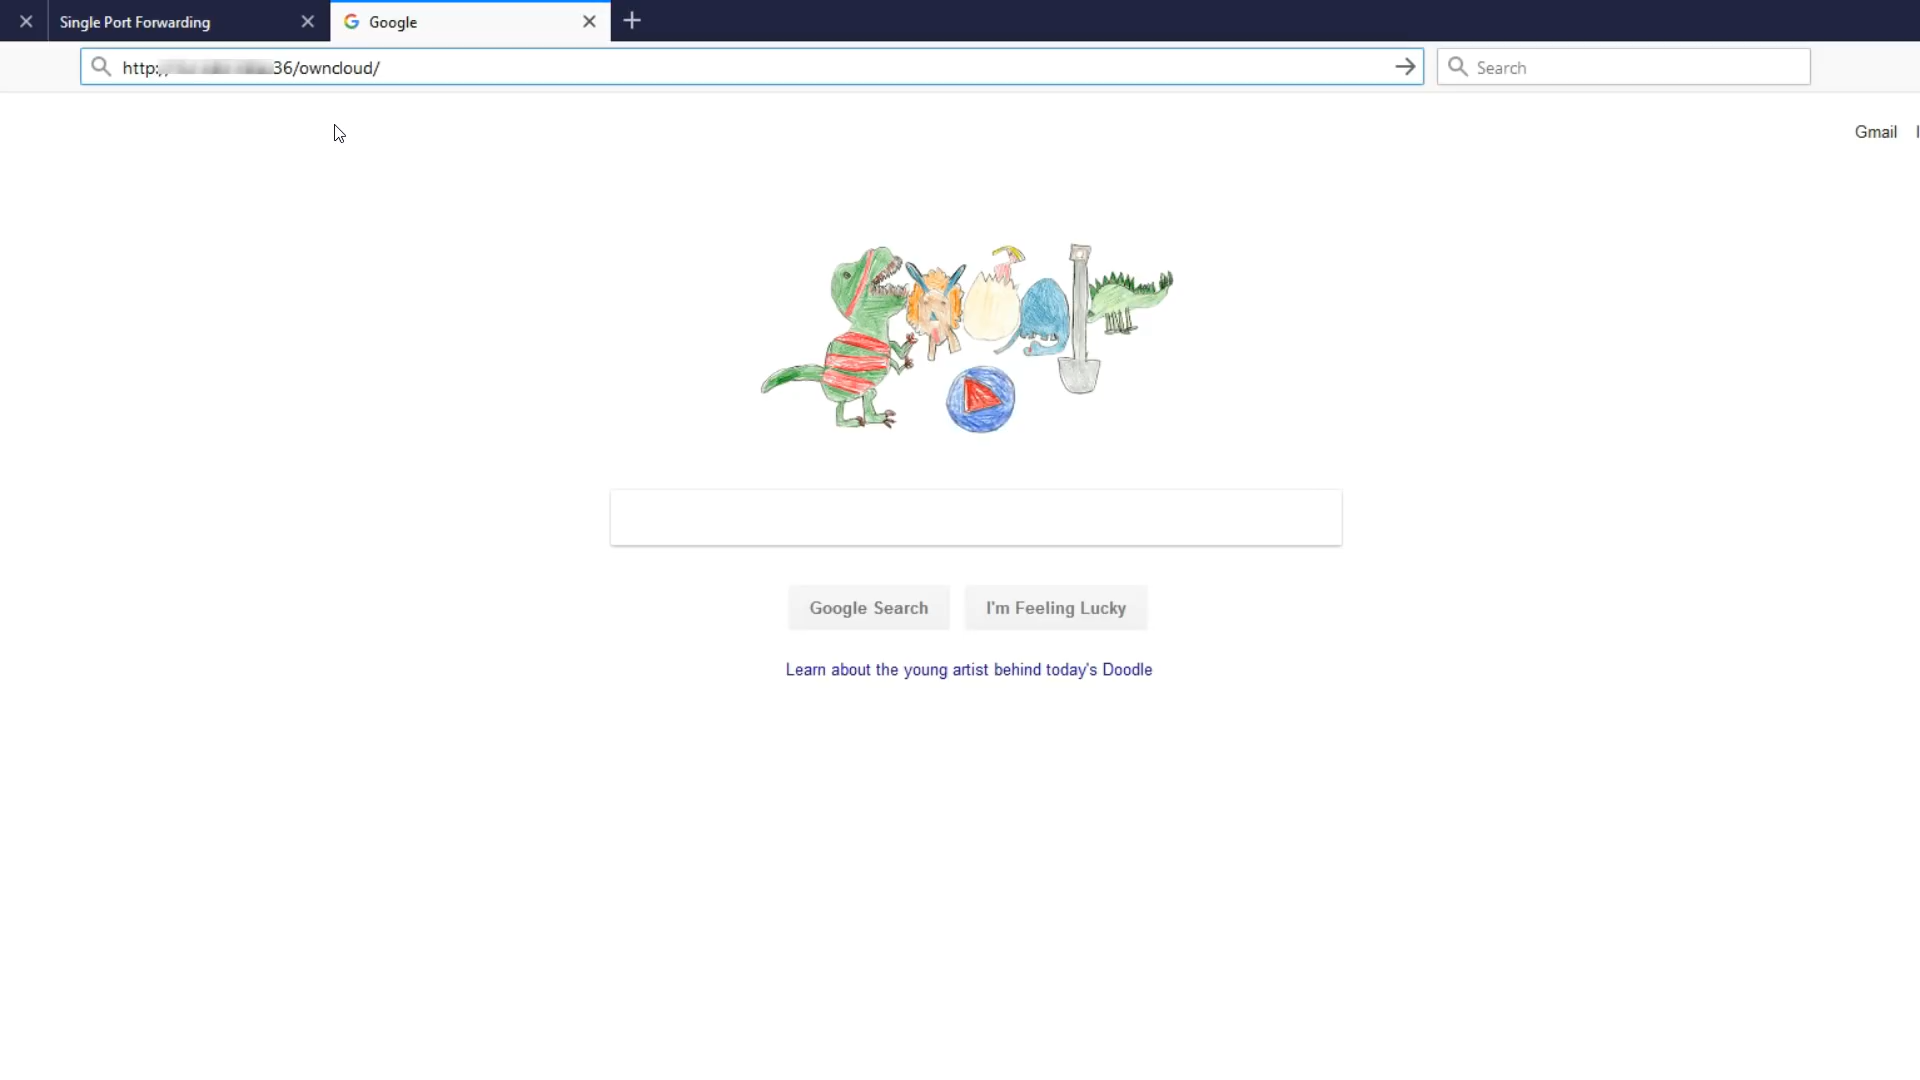 Single Port Forwarding
Google
http:
36/owncloud/
Search
Gmail
Google Search
I'm Feeling Lucky
Learn about the young artist behind today's Doodle